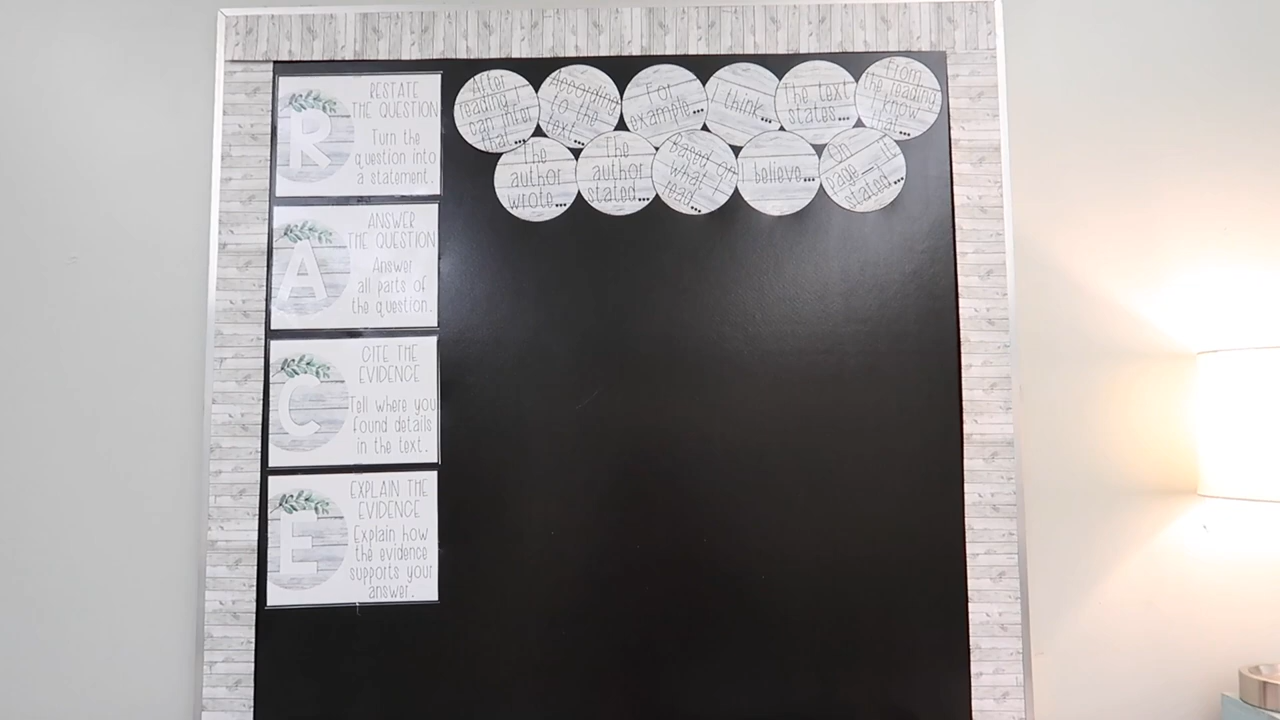 R
RESTATE
THE QUESTION
Turn the
question into
a statement.
A
ANSWER
THE QUESTION
Answer
all parts of
the question.
C
CITE THE
EVIDENCE
Tell where you
found details
in the text.
E
EXPLAIN THE
EVIDENCE
Explain how
the evidence
supports your
answer.
After
reading I
can infer
that...
According
to the
text...
For
example...
I think...
The text
states...
From
the reading
I know
that...
The
author
wrote...
The
author
stated...
Based on
what I
read...
I believe...
On
page __ it
stated...